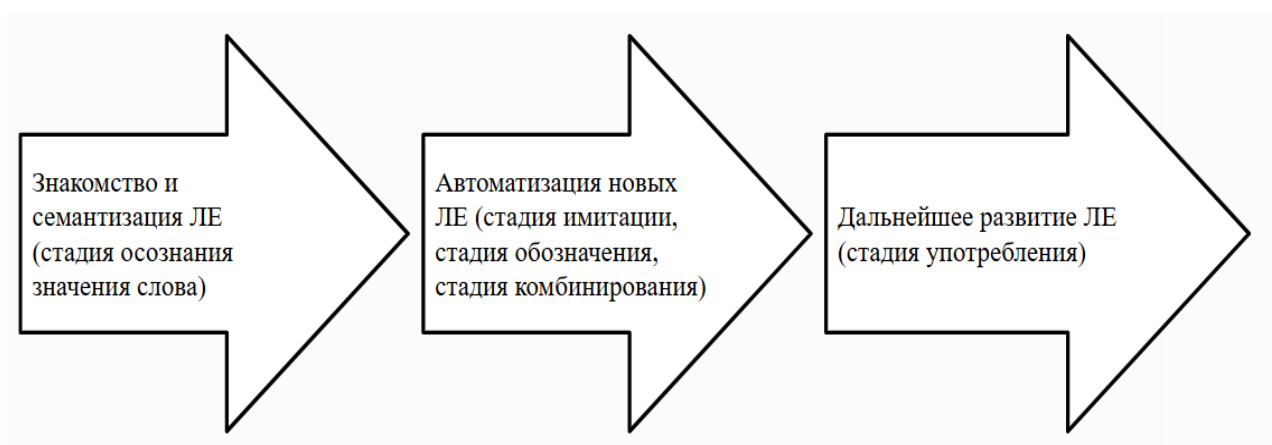 Знакомство и
семантизация ЛЕ
(стадия осознания
значения слова)
Автоматизация новых
ЛЕ (стадия имитации,
стадия обозначения,
стадия комбинирования)
Дальнейшее развитие ЛЕ
(стадия употребления)